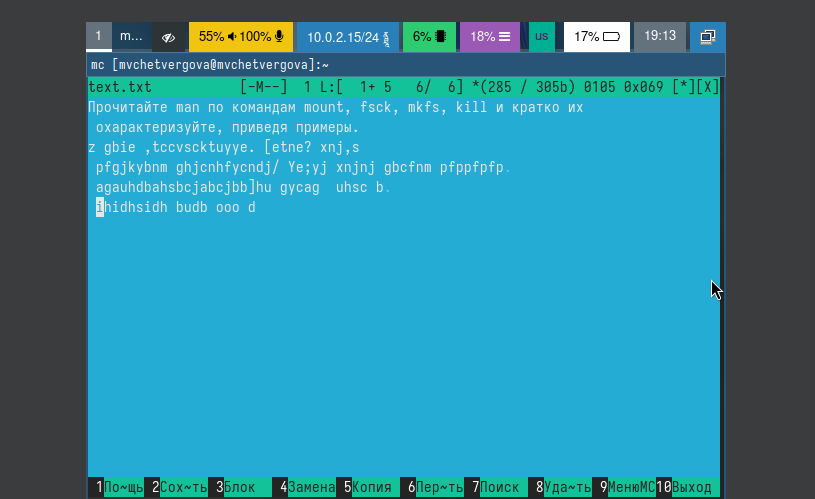 1 m... 55% 100% 10.0.2.15/24 6% 18% us 17% 19:13
mc [mvchetvergova@mvchetvergova]:~
text.txt [-M--] 1 L:[ 1+ 5 6/ 6] *(285 / 305b) 0105 0x069 [*][X]
Прочитайте man по командам mount, fsck, mkfs, kill и кратко их
охарактеризуйте, приведя примеры.
z gbie ,tccvscktuyye. [etne? xnj,s
pfgjkybnm ghjcnhfycndj/ Ye;yj xnjnj gbcfnm pfppfpfp.
agauhdbahsbcjabcjbb]hu gycag uhsc b.
ihidhsidh budb ooo d
1По~щь 2Сох~ть 3Блок 4Замена 5Копия 6Пер~ть 7Поиск 8Уда~ть 9МенюMC 10Выход